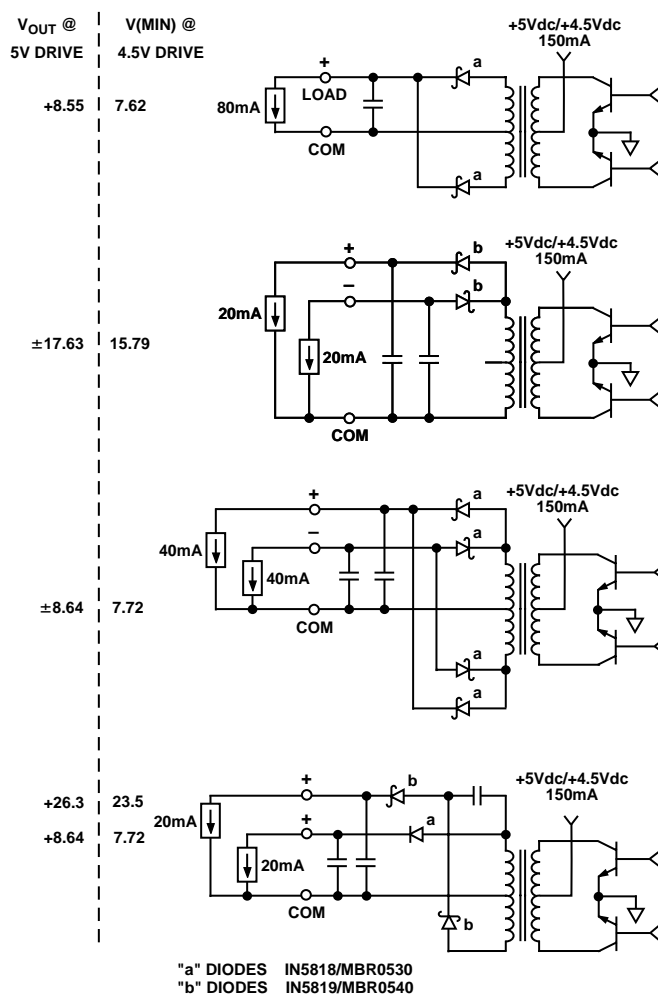 VOUT @ V(MIN) @ +5Vdc/+4.5Vdc
5V DRIVE 4.5V DRIVE 150mA
+ a
LOAD
+8.55 7.62 80mA
COM
a
+5Vdc/+4.5Vdc
150mA
+ b
– b
20mA
±17.63 15.79
20mA
COM
+5Vdc/+4.5Vdc
150mA
+ a
– a
40mA
40mA
±8.64 7.72
COM
a
a
+5Vdc/+4.5Vdc
150mA
+ b
+26.3 23.5
20mA
+ a
+8.64 7.72
20mA
COM
b
"a" DIODES IN5818/MBR0530
"b" DIODES IN5819/MBR0540